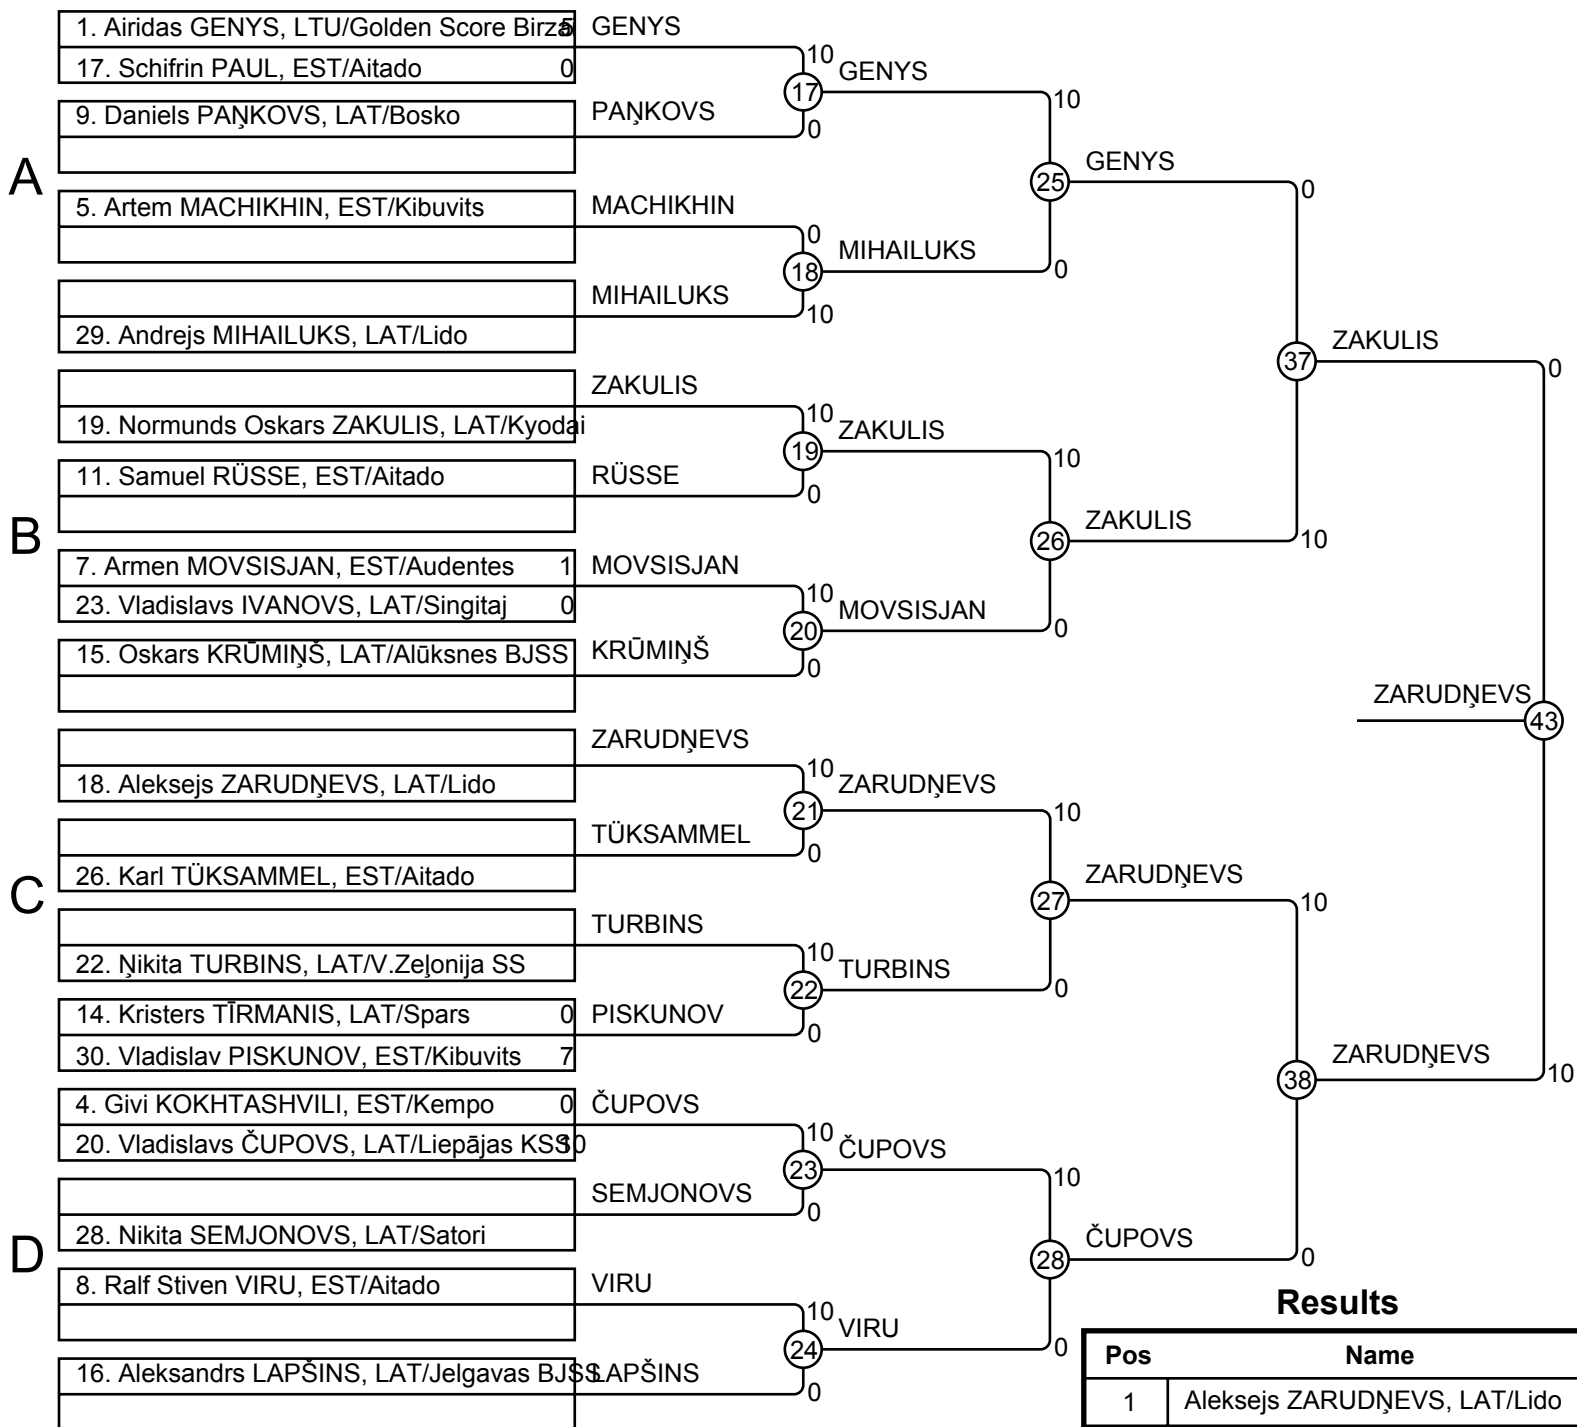 1. Airidas GENYS, LTU/Golden Score Birzai 5
GENYS
17. Schifrin PAUL, EST/Aitado 0
10
17
GENYS
9. Daniels PAŅKOVS, LAT/Bosko
PAŅKOVS
0
10
A
25
GENYS
5. Artem MACHIKHIN, EST/Kibuvits
MACHIKHIN
0
0
18
MIHAILUKS
0
MIHAILUKS
10
29. Andrejs MIHAILUKS, LAT/Lido
37
ZAKULIS
0
ZAKULIS
19. Normunds Oskars ZAKULIS, LAT/Kyodai
10
19
ZAKULIS
10
11. Samuel RÜSSE, EST/Aitado
RÜSSE
0
B
26
ZAKULIS
10
7. Armen MOVSISJAN, EST/Audentes 1
MOVSISJAN
23. Vladislavs IVANOVS, LAT/Singitaj 0
10
20
MOVSISJAN
0
15. Oskars KRŪMIŅŠ, LAT/Alūksnes BJSS
KRŪMIŅŠ
0
ZARUDŅEVS
43
ZARUDŅEVS
18. Aleksejs ZARUDŅEVS, LAT/Lido
10
21
ZARUDŅEVS
10
TÜKSAMMEL
0
26. Karl TÜKSAMMEL, EST/Aitado
C
27
ZARUDŅEVS
10
TURBINS
22. Ņikita TURBINS, LAT/V.Zeļonija SS
10
22
TURBINS
0
14. Kristers TĪRMANIS, LAT/Spars 0
PISKUNOV
0
30. Vladislav PISKUNOV, EST/Kibuvits 7
38
ZARUDŅEVS
10
4. Givi KOKHTASHVILI, EST/Kempo 0
ČUPOVS
20. Vladislavs ČUPOVS, LAT/Liepājas KSS 10
10
23
ČUPOVS
10
SEMJONOVS
0
28. Nikita SEMJONOVS, LAT/Satori
D
28
ČUPOVS
0
8. Ralf Stiven VIRU, EST/Aitado
VIRU
10
24
VIRU
0
16. Aleksandrs LAPŠINS, LAT/Jelgavas BJSS
LAPŠINS
0
Results
Pos Name
1 Aleksejs ZARUDŅEVS, LAT/Lido